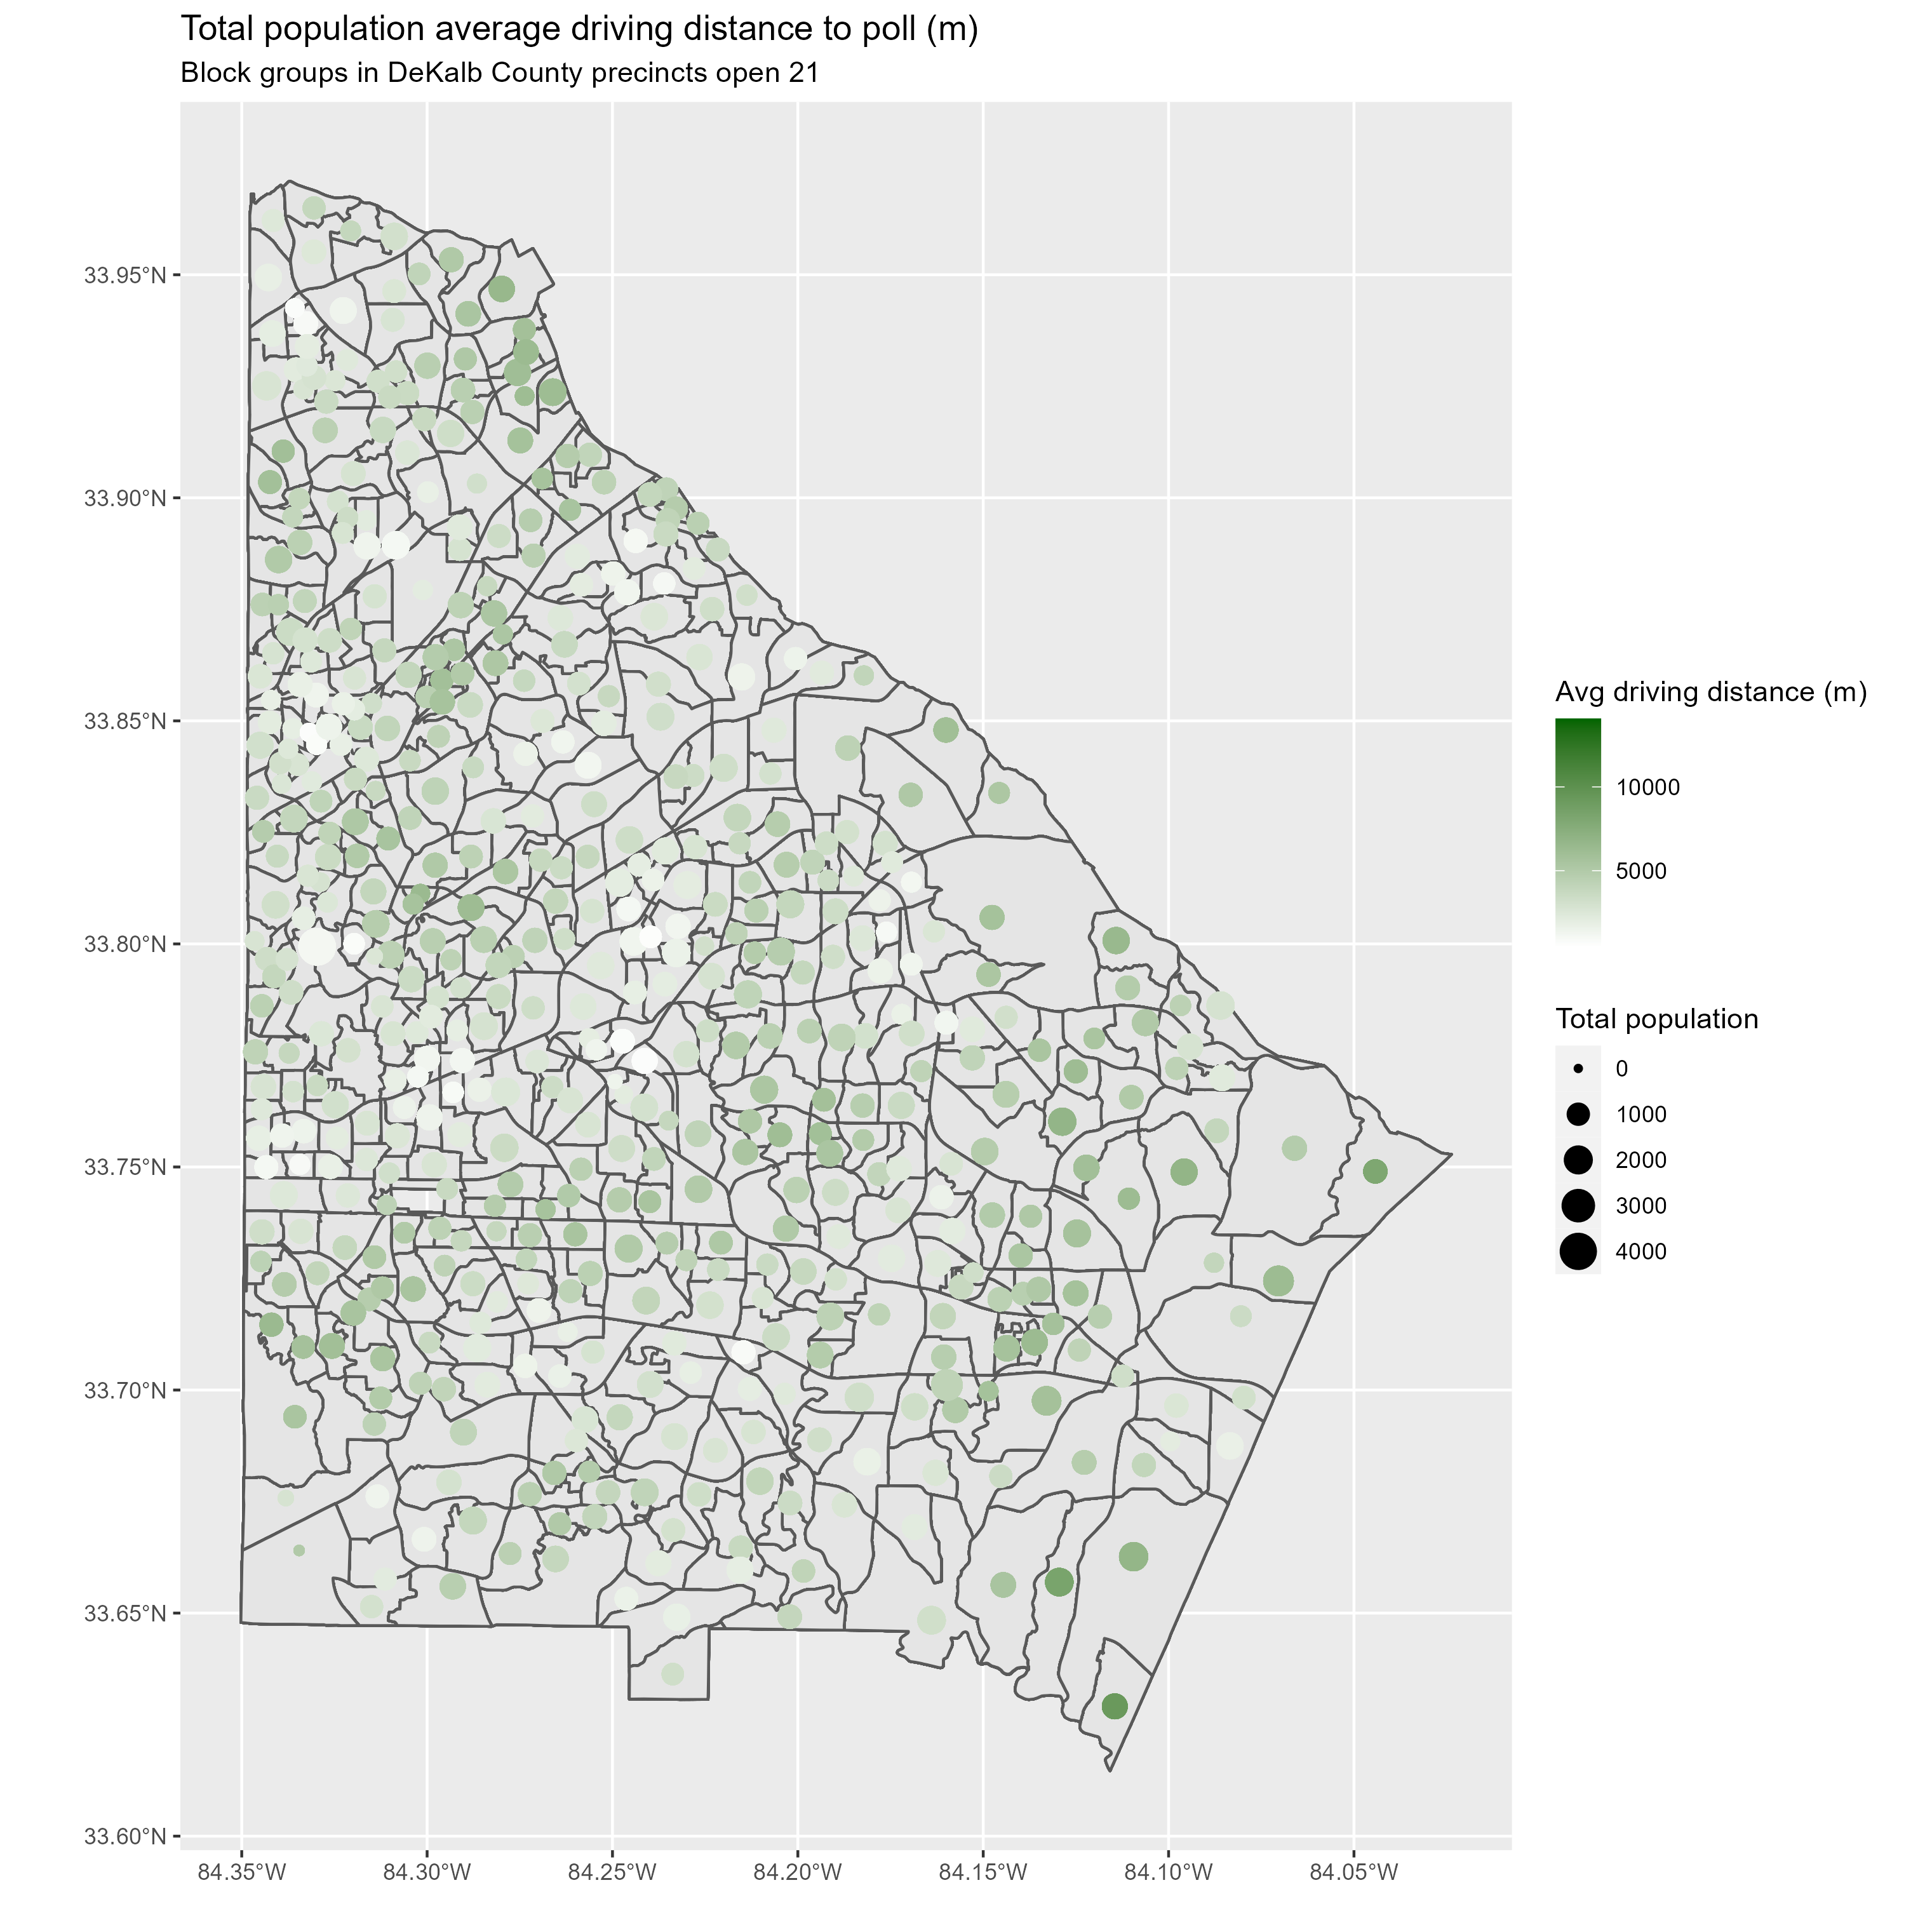 Total population average driving distance to poll (m)
Block groups in DeKalb County precincts open 21
33.95°N
33.90°N
33.85°N
33.80°N
33.75°N
33.70°N
33.65°N
33.60°N
84.35°W
84.30°W
84.25°W
84.20°W
84.15°W
84.10°W
84.05°W
Avg driving distance (m)
10000
5000
Total population
0
1000
2000
3000
4000